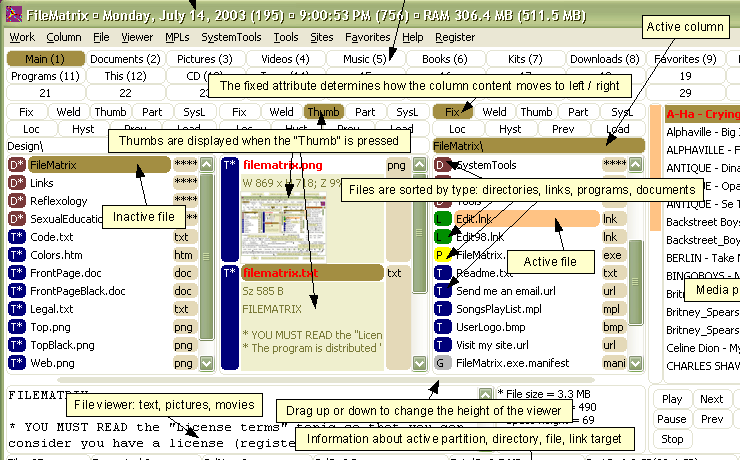 FileMatrix ¤ Monday, July 14, 2003 (195) ¤ 9:00:53 PM (756) ¤ RAM 306.4 MB (511.5 MB)
Work Column File Viewer MPLs SystemTools Tools Sites Favorites Help Register
Active column
Main (1) Documents (2) Pictures (3) Videos (4) Music (5) Books (6) Kits (7) Downloads (8) Favorites (9)
Programs (11) This (12) CD (13) 19
The fixed attribute determines how the column content moves to left / right
21 22 23 29
Fix Weld Thumb Part SysL Fix Weld Thumb Part SysL Fix Weld Thumb Part SysL
Loc Hyst Prev Load Loc Hyst Prev Load Loc Hyst Prev Load
Thumbs are displayed when the "Thumb" is pressed
Design\
FileMatrix\
D* FileMatrix ****
D* Links ****
D* Reflexology ****
D* SexualEducatio ****
T* Code.txt txt
T* Colors.htm htm
T* FrontPage.doc doc
T* FrontPageBlack.doc doc
T* Legal.txt txt
T* Top.png png
T* TopBlack.png png
T* Web.png png
Inactive file
T* filematrix.png png
W 869 x H 718; Z 99
T* filematrix.txt txt
Sz 585 B
FILEMATRIX
* YOU MUST READ the "Licen
* The program is distributed '
Files are sorted by type: directories, links, programs, documents
D* SystemTools ****
Tools
L Edit.lnk lnk
L Edit98.lnk lnk
P FileMatrix. exe
T Readme.txt txt
T Send me an email.url url
T SongsPlayList.mpl mpl
T UserLogo.bmp bmp
T Visit my site.url url
G FileMatrix.exe.manifest mani
Active file
A-Ha - Crying
Alphaville - Big
ALPHAVILLE - F
ANTIQUE - Dina
ANTIQUE - Opa
ANTIQUE - Se T
Backstreet Boys
Backstreet_Boy
BERLIN - Take M
BINGOBOYS - M
Media p
Britney_Spears
Britney_Spears
Celine Dion - My
CHARLES SHAV
FILEMATRIX
File viewer: text, pictures, movies
* YOU MUST READ the "License terms" topic so that you can
consider you have a license (registe
Drag up or down to change the height of the viewer
Information about active partition, directory, file, link target
* File size = 3.3 MB
= 490
= 69
Play Next
Pause Prev
Stop